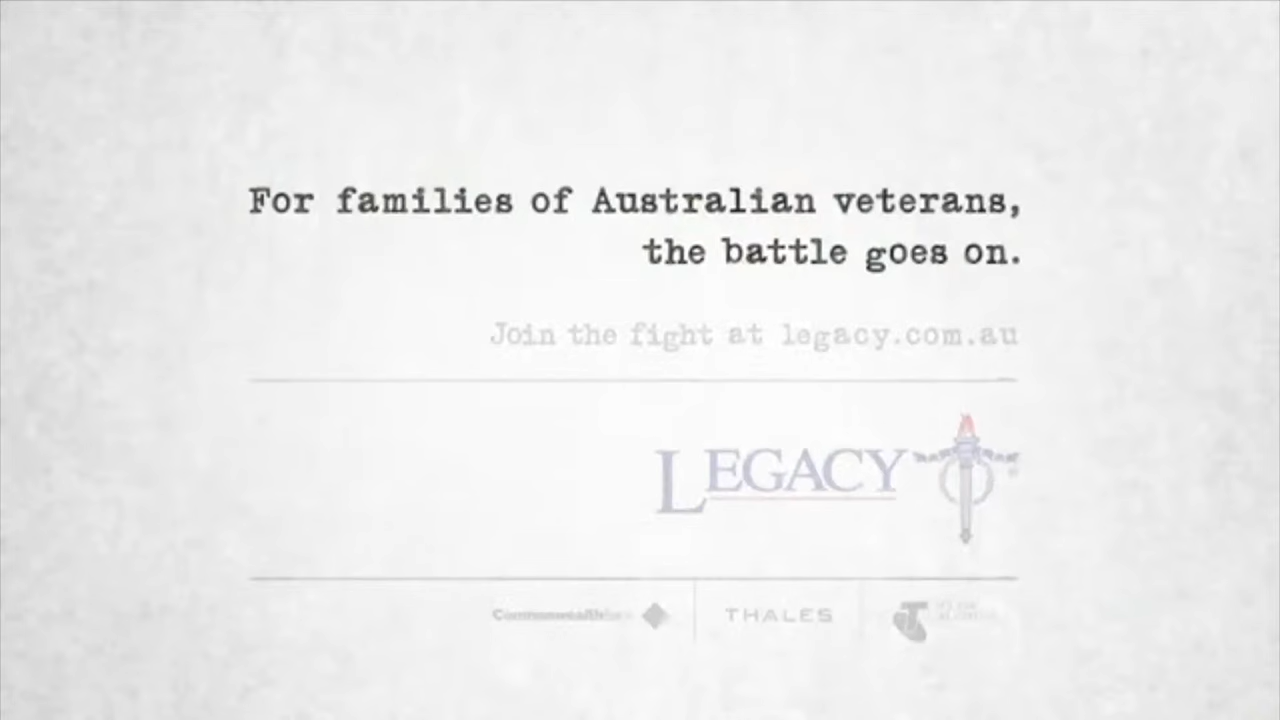 For families of Australian veterans,
the battle goes on.
Join the fight at legacy.com.au
LEGACY
THALES